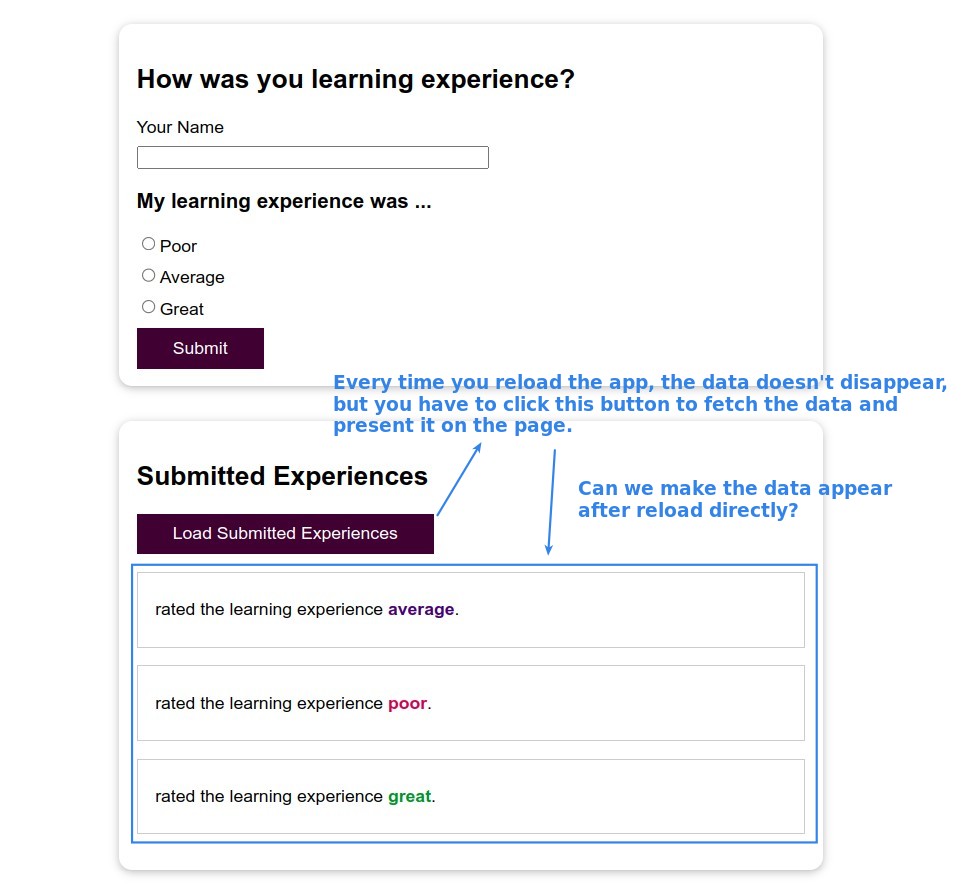 How was you learning experience?
Your Name
My learning experience was ...
Poor
Average
Great
Submit
Every time you reload the app, the data doesn't disappear,
but you have to click this button to fetch the data and
present it on the page.
Submitted Experiences
Can we make the data appear
after reload directly?
Load Submitted Experiences
rated the learning experience average.
rated the learning experience poor.
rated the learning experience great.